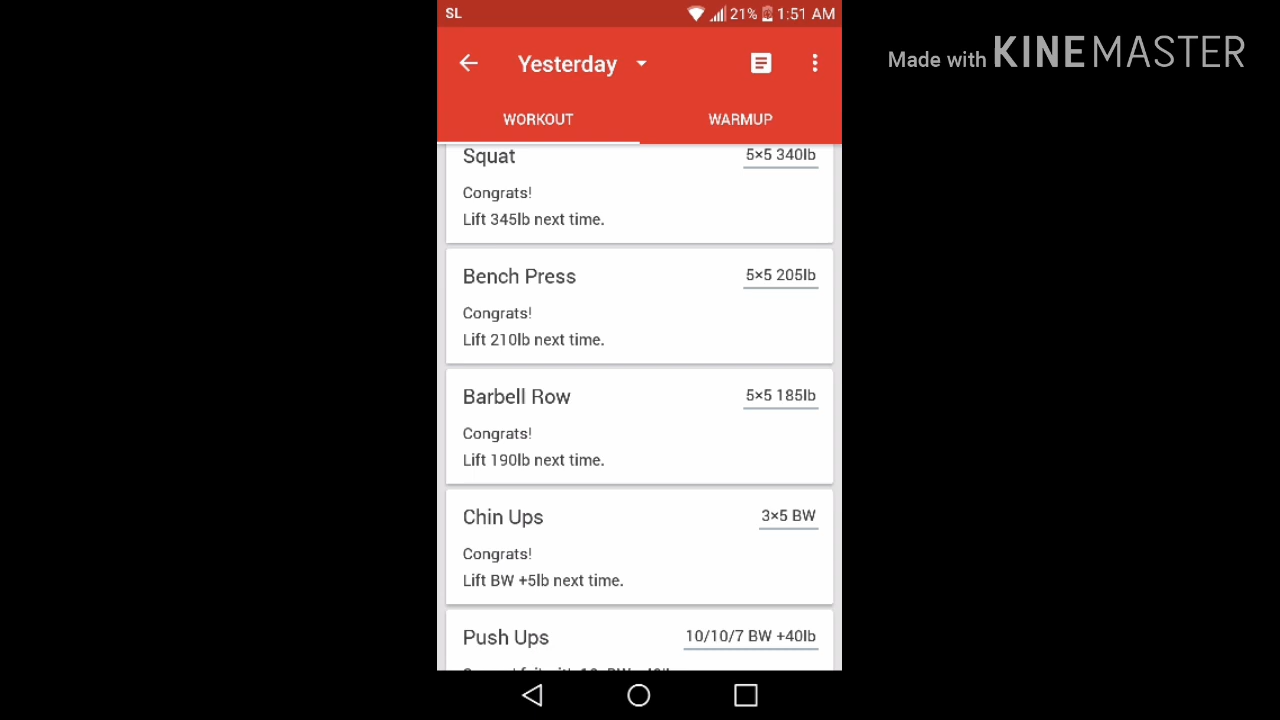 SL 21% 1:51 AM
Made with KINEMASTER
Yesterday
WORKOUT WARMUP
Squat 5×5 340lb
Congrats!
Lift 345lb next time.
Bench Press 5×5 205lb
Congrats!
Lift 210lb next time.
Barbell Row 5×5 185lb
Congrats!
Lift 190lb next time.
Chin Ups 3×5 BW
Congrats!
Lift BW +5lb next time.
Push Ups 10/10/7 BW +40lb